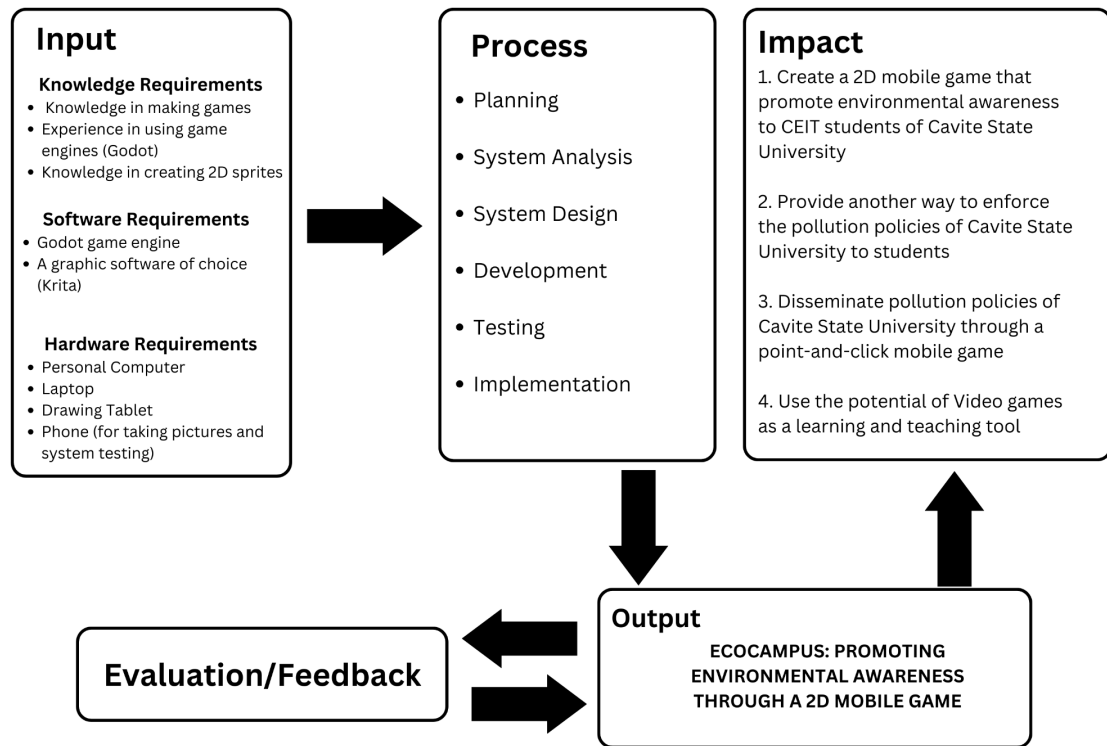 Input
Knowledge Requirements
• Knowledge in making games
• Experience in using game
engines (Godot)
• Knowledge in creating 2D sprites
Software Requirements
• Godot game engine
• A graphic software of choice
(Krita)
Hardware Requirements
• Personal Computer
• Laptop
• Drawing Tablet
• Phone (for taking pictures and
system testing)
Process
• Planning
• System Analysis
• System Design
• Development
• Testing
• Implementation
Impact
1. Create a 2D mobile game that
promote environmental awareness
to CEIT students of Cavite State
University
2. Provide another way to enforce
the pollution policies of Cavite State
University to students
3. Disseminate pollution policies of
Cavite State University through a
point-and-click mobile game
4. Use the potential of Video games
as a learning and teaching tool
Output
ECOCAMPUS: PROMOTING
ENVIRONMENTAL AWARENESS
THROUGH A 2D MOBILE GAME
Evaluation/Feedback